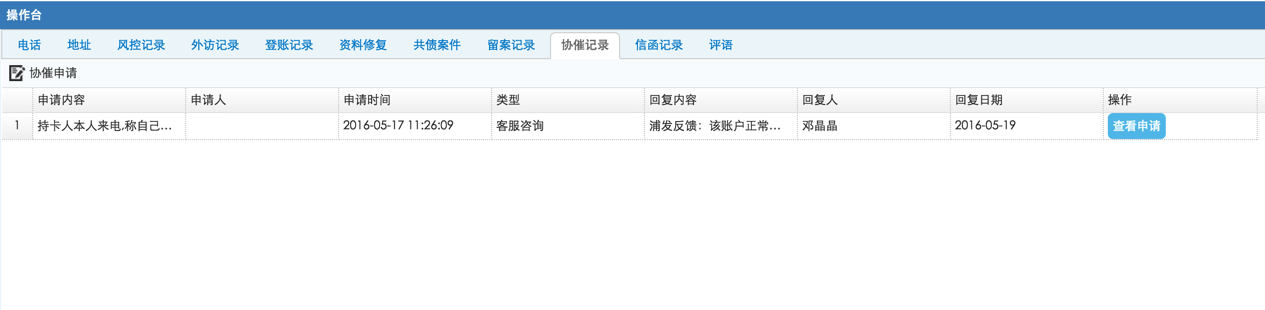 操作台
电话 地址 风控记录 外访记录 登账记录 资料修复 共债案件 留案记录 协催记录 信函记录 评语
协催申请
申请内容 申请人 申请时间 类型 回复内容 回复人 回复日期 操作
1 持卡人本人来电,称自己... 2016-05-17 11:26:09 客服咨询 浦发反馈：该账户正常... 邓晶晶 2016-05-19 查看申请